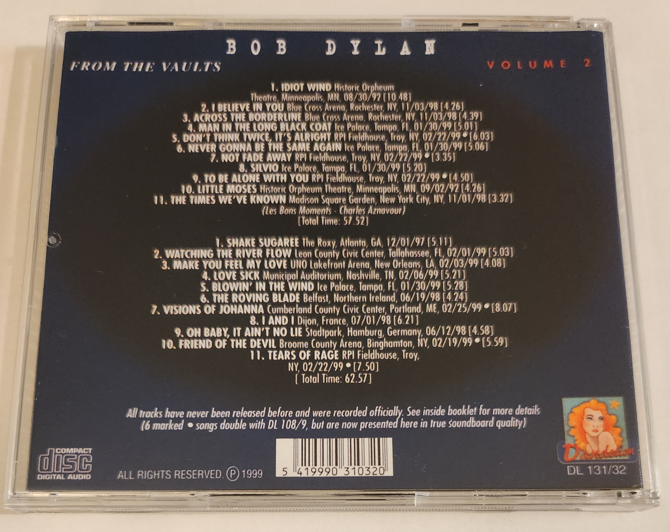 BOB DYLAN
FROM THE VAULTS
VOLUME 2
1. IDIOT WIND Historic Orpheum
Theatre, Minneapolis, MN, 08/30/92 [10.48]
2. I BELIEVE IN YOU Blue Cross Arena, Rochester, NY, 11/03/98 [4.26]
3. ACROSS THE BORDERLINE Blue Cross Arena, Rochester, NY, 11/03/98 [4.39]
4. MAN IN THE LONG BLACK COAT Ice Palace, Tampa, FL, 01/30/99 [5.01]
5. DON'T THINK TWICE, IT'S ALRIGHT RPI Fieldhouse, Troy, NY, 02/22/99 • [6.03]
6. NEVER GONNA BE THE SAME AGAIN Ice Palace, Tampa, FL, 01/30/99 [5.06]
7. NOT FADE AWAY RPI Fieldhouse, Troy, NY, 02/22/99 • [3.35]
8. SILVIO Ice Palace, Tampa, FL, 01/30/99 [5.20]
9. TO BE ALONE WITH YOU RPI Fieldhouse, Troy, NY, 02/22/99 • [4.50]
10. LITTLE MOSES Historic Orpheum Theatre, Minneapolis, MN, 09/02/92 [4.26]
11. THE TIMES WE'VE KNOWN Madison Square Garden, New York City, NY, 11/01/98 [3.32]
(Les Bons Moments - Charles Aznavour)
[Total Time: 57.52]
1. SHAKE SUGAREE The Roxy, Atlanta, GA, 12/01/97 [5.11]
2. WATCHING THE RIVER FLOW Leon County Civic Center, Tallahassee, FL, 02/01/99 [5.03]
3. MAKE YOU FEEL MY LOVE UNO Lakefront Arena, New Orleans, LA, 02/03/99 [4.08]
4. LOVE SICK Municipal Auditorium, Nashville, TN, 02/06/99 [5.21]
5. BLOWIN' IN THE WIND Ice Palace, Tampa, FL, 01/30/99 [5.28]
6. THE ROVING BLADE Belfast, Northern Ireland, 06/19/98 [4.24]
7. VISIONS OF JOHANNA Cumberland County Civic Center, Portland, ME, 02/25/99 • [8.07]
8. I AND I Dijon, France, 07/01/98 [6.21]
9. OH BABY, IT AIN'T NO LIE Stadtpark, Hamburg, Germany, 06/12/98 [4.58]
10. FRIEND OF THE DEVIL Broome County Arena, Binghamton, NY, 02/19/99 • [5.59]
11. TEARS OF RAGE RPI Fieldhouse, Troy,
NY, 02/22/99 • [7.50]
[ Total Time: 62.57]
All tracks have never been released before and were recorded officially. See inside booklet for more details
(6 marked • songs double with DL 108/9, but are now presented here in true soundboard quality)
COMPACT
disc
DIGITAL AUDIO
ALL RIGHTS RESERVED. Ⓟ 1999
5 419990 310320
DL 131/32